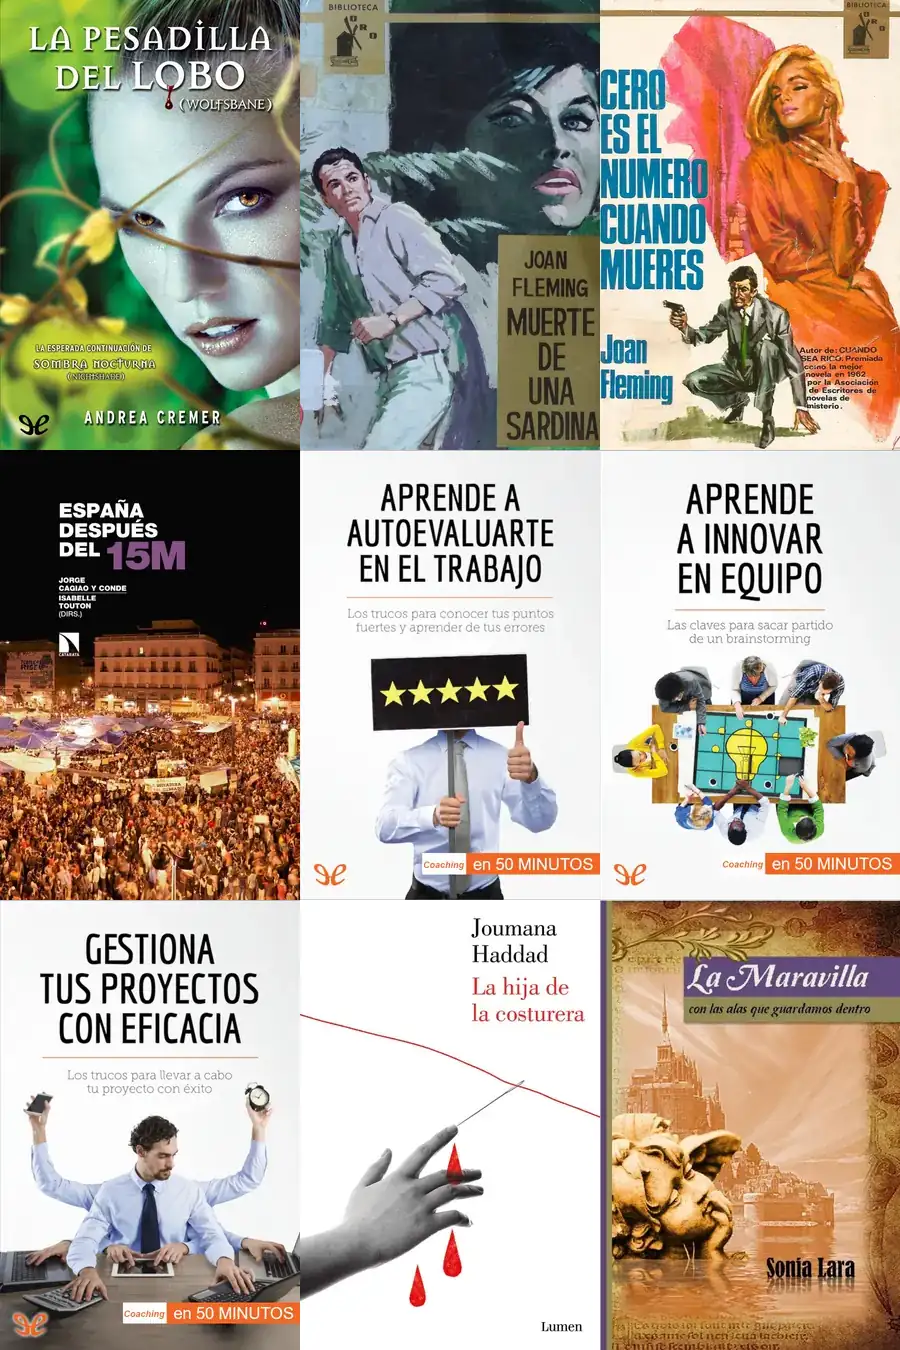 LA PESADILLA
DEL LOBO
(WOLFSBANE)
LA ESPERADA CONTINUACIÓN DE
SOMBRA NOCTURNA
(NIGHTSHADE)
ANDREA CREMER
BIBLIOTECA
ORO
JOAN
FLEMING
MUERTE
DE
UNA
SARDINA
BIBLIOTECA
ORO
CERO
ES EL
NUMERO
CUANDO
MUERES
Joan
Fleming
Autor de: CUANDO
SEA RICO. Premiada
como la mejor
novela en 1962
por la Asociación
de Escritores de
novelas de
misterio.
ESPAÑA
DESPUÉS
DEL 15M
JORGE
CAGIAO Y CONDE
ISABELLE
TOUTON
(DIRS.)
CATARATA
APRENDE A
AUTOEVALUARTE
EN EL TRABAJO
Los trucos para conocer tus puntos
fuertes y aprender de tus errores
Coaching en 50 MINUTOS
APRENDE
A INNOVAR
EN EQUIPO
Las claves para sacar partido
de un brainstorming
Coaching en 50 MINUTOS
GESTIONA
TUS PROYECTOS
CON EFICACIA
Los trucos para llevar a cabo
tu proyecto con éxito
Coaching en 50 MINUTOS
Joumana
Haddad
La hija de
la costurera
Lumen
La Maravilla
con las alas que guardamos dentro
Sonia Lara